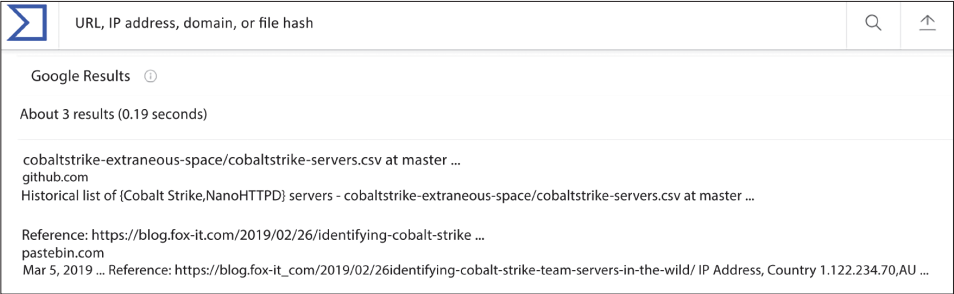 URL, IP address, domain, or file hash
Google Results
About 3 results (0.19 seconds)
cobaltstrike-extraneous-space/cobaltstrike-servers.csv at master ...
github.com
Historical list of {Cobalt Strike,NanoHTTPD} servers - cobaltstrike-extraneous-space/cobaltstrike-servers.csv at master ...
Reference: https://blog.fox-it.com/2019/02/26/identifying-cobalt-strike ...
pastebin.com
Mar 5, 2019 ... Reference: https://blog.fox-it_com/2019/02/26identifying-cobalt-strike-team-servers-in-the-wild/ IP Address, Country 1.122.234.70,AU ...